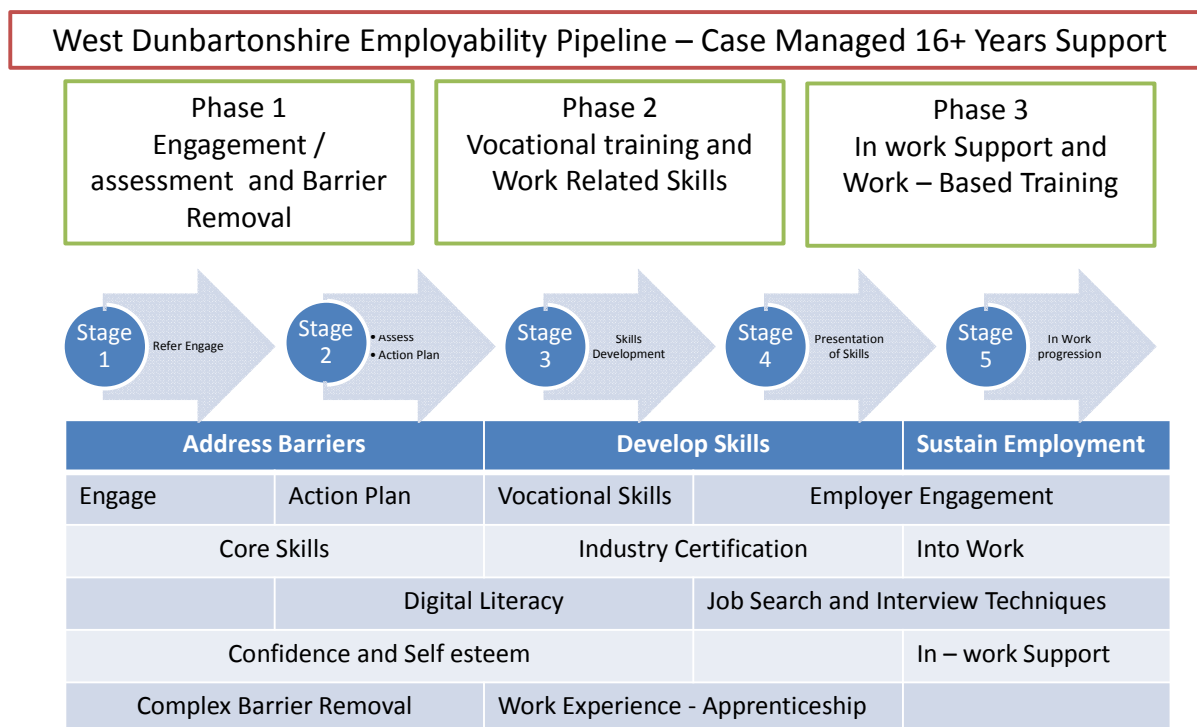 West Dunbartonshire Employability Pipeline – Case Managed 16+ Years Support
Phase 1
Engagement /
assessment and Barrier
Removal
Phase 2
Vocational training and
Work Related Skills
Phase 3
In work Support and
Work – Based Training
Stage
1
Refer Engage
Stage
2
• Assess
• Action Plan
Stage
3
Skills
Development
Stage
4
Presentation
of Skills
Stage
5
In Work
progression
Address Barriers Develop Skills Sustain Employment
Engage Action Plan Vocational Skills Employer Engagement
Core Skills Industry Certification Into Work
Digital Literacy Job Search and Interview Techniques
Confidence and Self esteem In – work Support
Complex Barrier Removal Work Experience - Apprenticeship